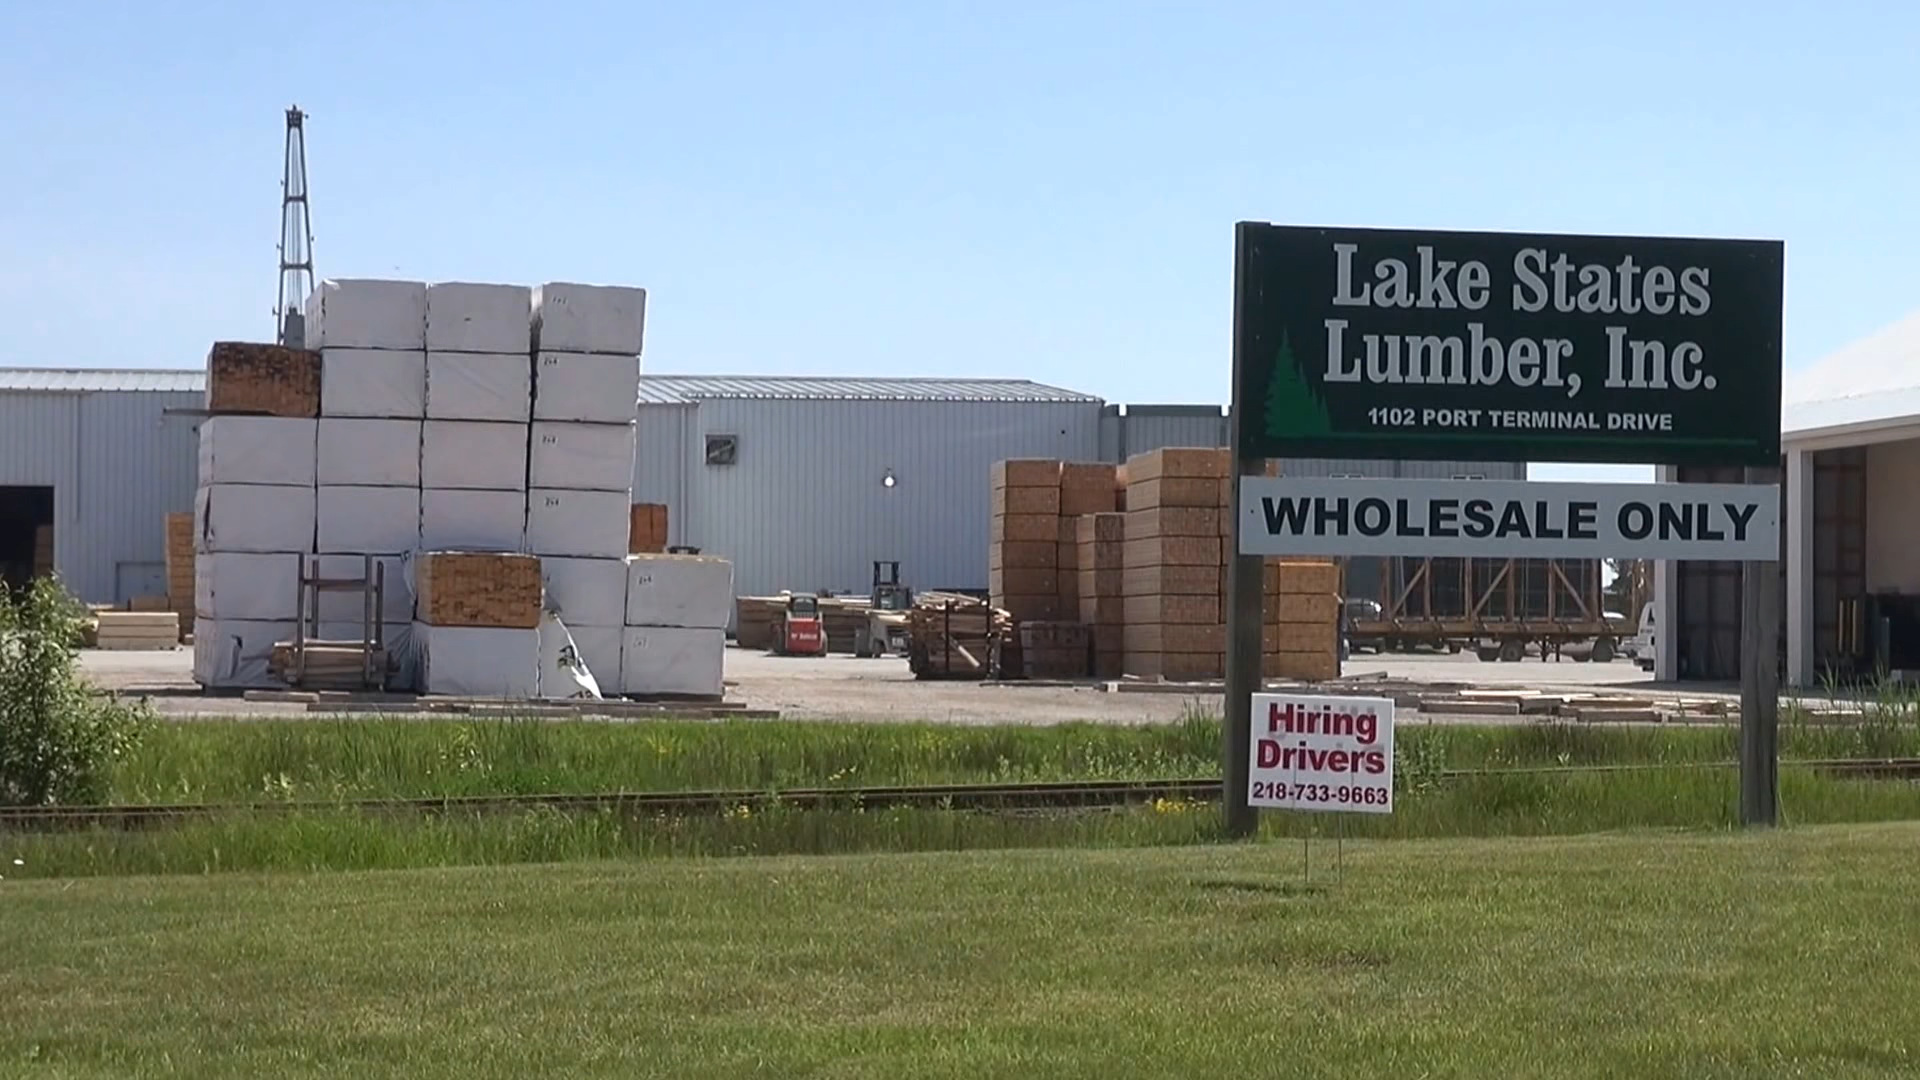 Lake States
Lumber, Inc.
1102 PORT TERMINAL DRIVE
WHOLESALE ONLY
Hiring
Drivers
218-733-9663